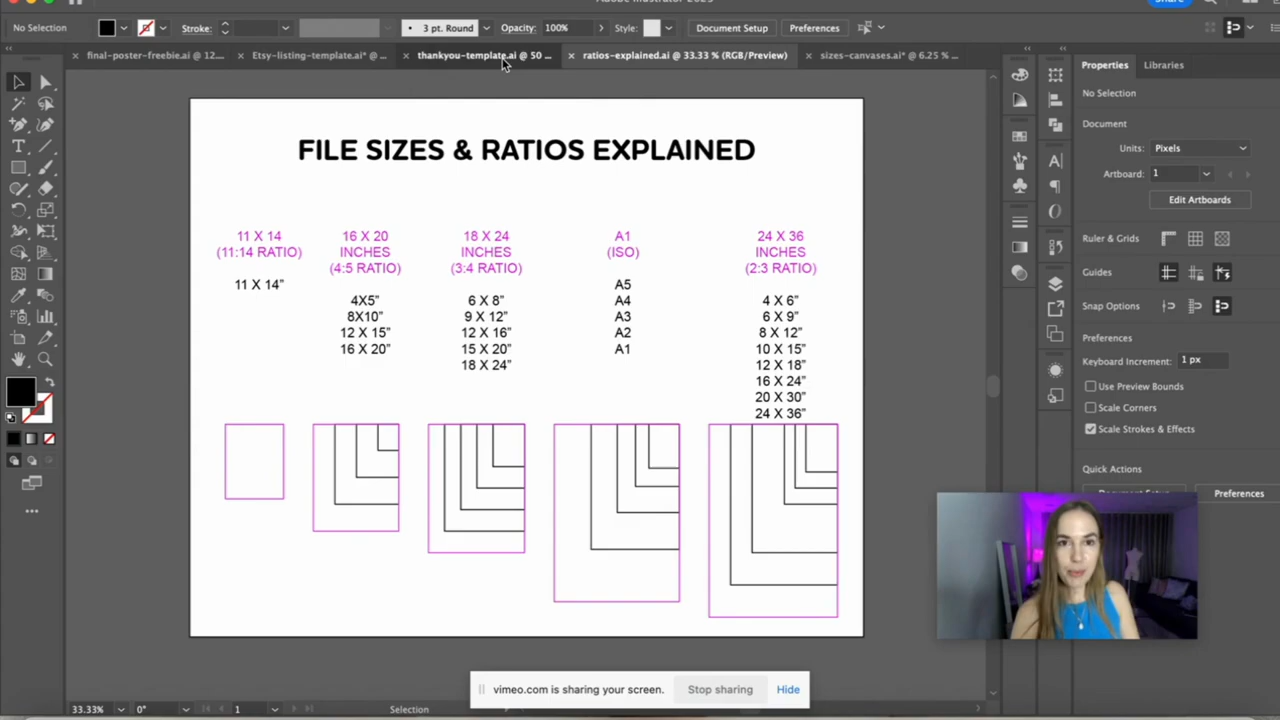 Adobe Illustrator 2022
Share
No Selection
Stroke:
3 pt. Round
Opacity:
100%
Style:
Document Setup
Preferences
final-poster-freebie.ai @ 12...
Etsy-listing-template.ai* @ ...
thankyou-template.ai @ 50 ...
ratios-explained.ai @ 33.33 % (RGB/Preview)
sizes-canvases.ai* @ 6.25 % ...
Properties
Libraries
No Selection
Document
Units:
Pixels
Artboard:
1
Edit Artboards
Ruler & Grids
Guides
Snap Options
Preferences
Keyboard Increment:
1 px
Use Preview Bounds
Scale Corners
Scale Strokes & Effects
Quick Actions
Document Setup
Preferences
FILE SIZES & RATIOS EXPLAINED
11 X 14
(11:14 RATIO)
11 X 14”
16 X 20
INCHES
(4:5 RATIO)
4X5”
8X10”
12 X 15”
16 X 20”
18 X 24
INCHES
(3:4 RATIO)
6 X 8”
9 X 12”
12 X 16”
15 X 20”
18 X 24”
A1
(ISO)
A5
A4
A3
A2
A1
24 X 36
INCHES
(2:3 RATIO)
4 X 6”
6 X 9”
8 X 12”
10 X 15”
12 X 18”
16 X 24”
20 X 30”
24 X 36”
vimeo.com is sharing your screen.
Stop sharing
Hide
33.33%
0°
1
Selection